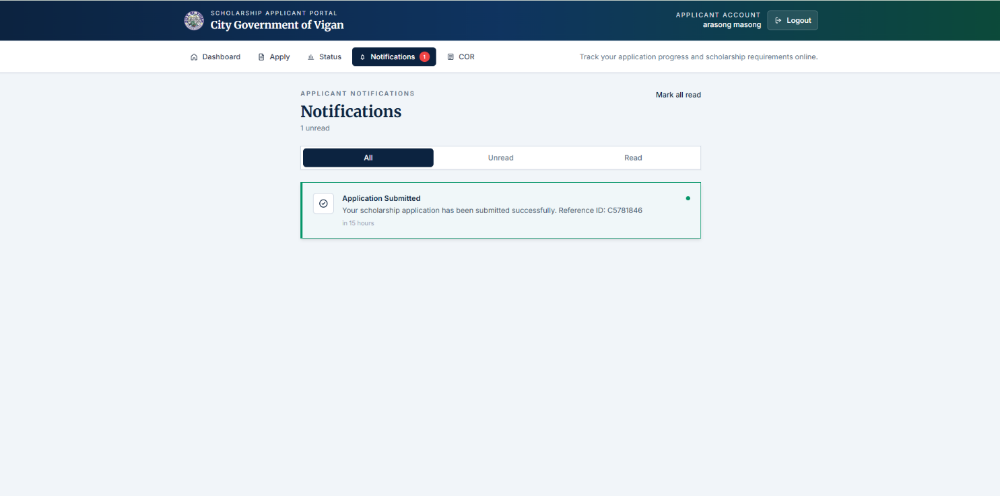 SCHOLARSHIP APPLICANT PORTAL
City Government of Vigan
APPLICANT ACCOUNT
arasong masong
Logout
Dashboard
Apply
Status
Notifications 1
COR
Track your application progress and scholarship requirements online.
APPLICANT NOTIFICATIONS
Mark all read
Notifications
1 unread
All
Unread
Read
Application Submitted
Your scholarship application has been submitted successfully. Reference ID: C5781846
in 15 hours